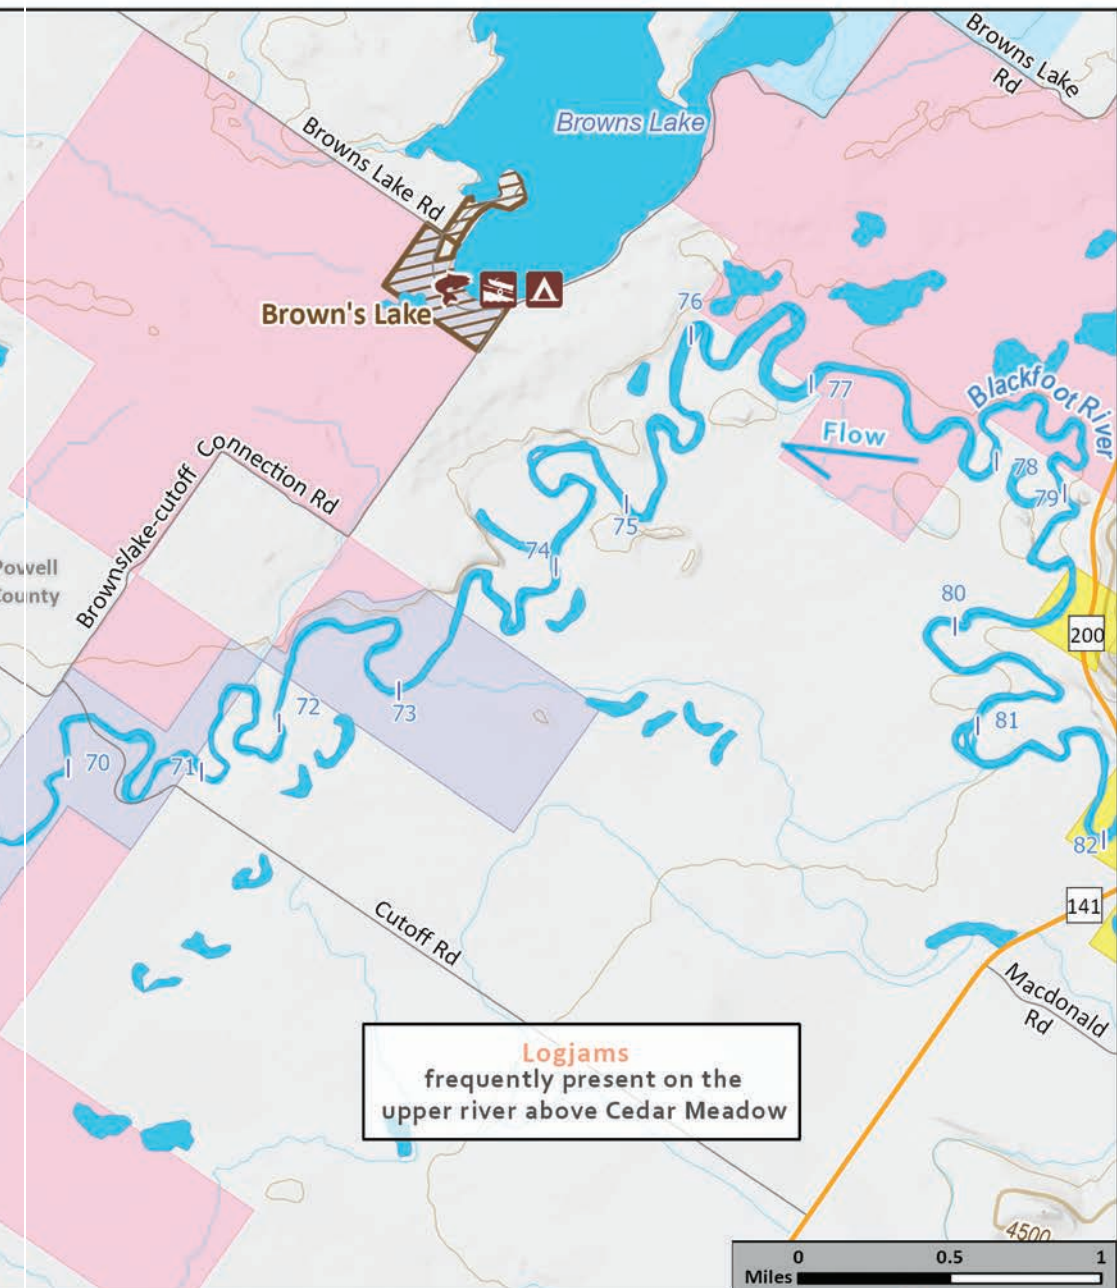 Browns Lake
Rd
Browns Lake
Browns Lake Rd
Brown's Lake
76
77
Blackfoot River
Flow
78
79
Connection Rd
Brownslake-cutoff
75
74
Powell
County
80
200
72
73
81
70
71
82
141
Cutoff Rd
Macdonald
Rd
Logjams
frequently present on the
upper river above Cedar Meadow
4500
0
0.5
1
Miles